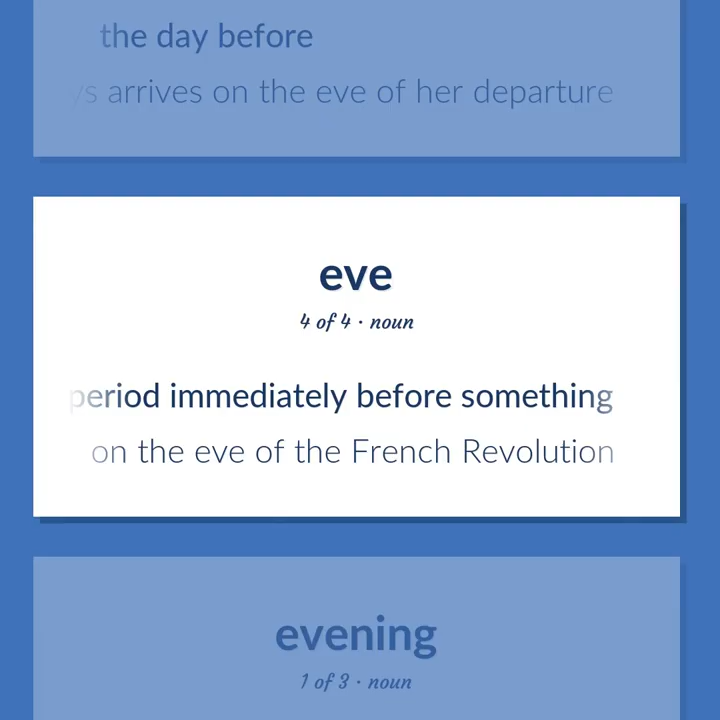 the day before
arrives on the eve of her departure
eve
4 of 4 · noun
period immediately before something
on the eve of the French Revolution
evening
1 of 3 · noun